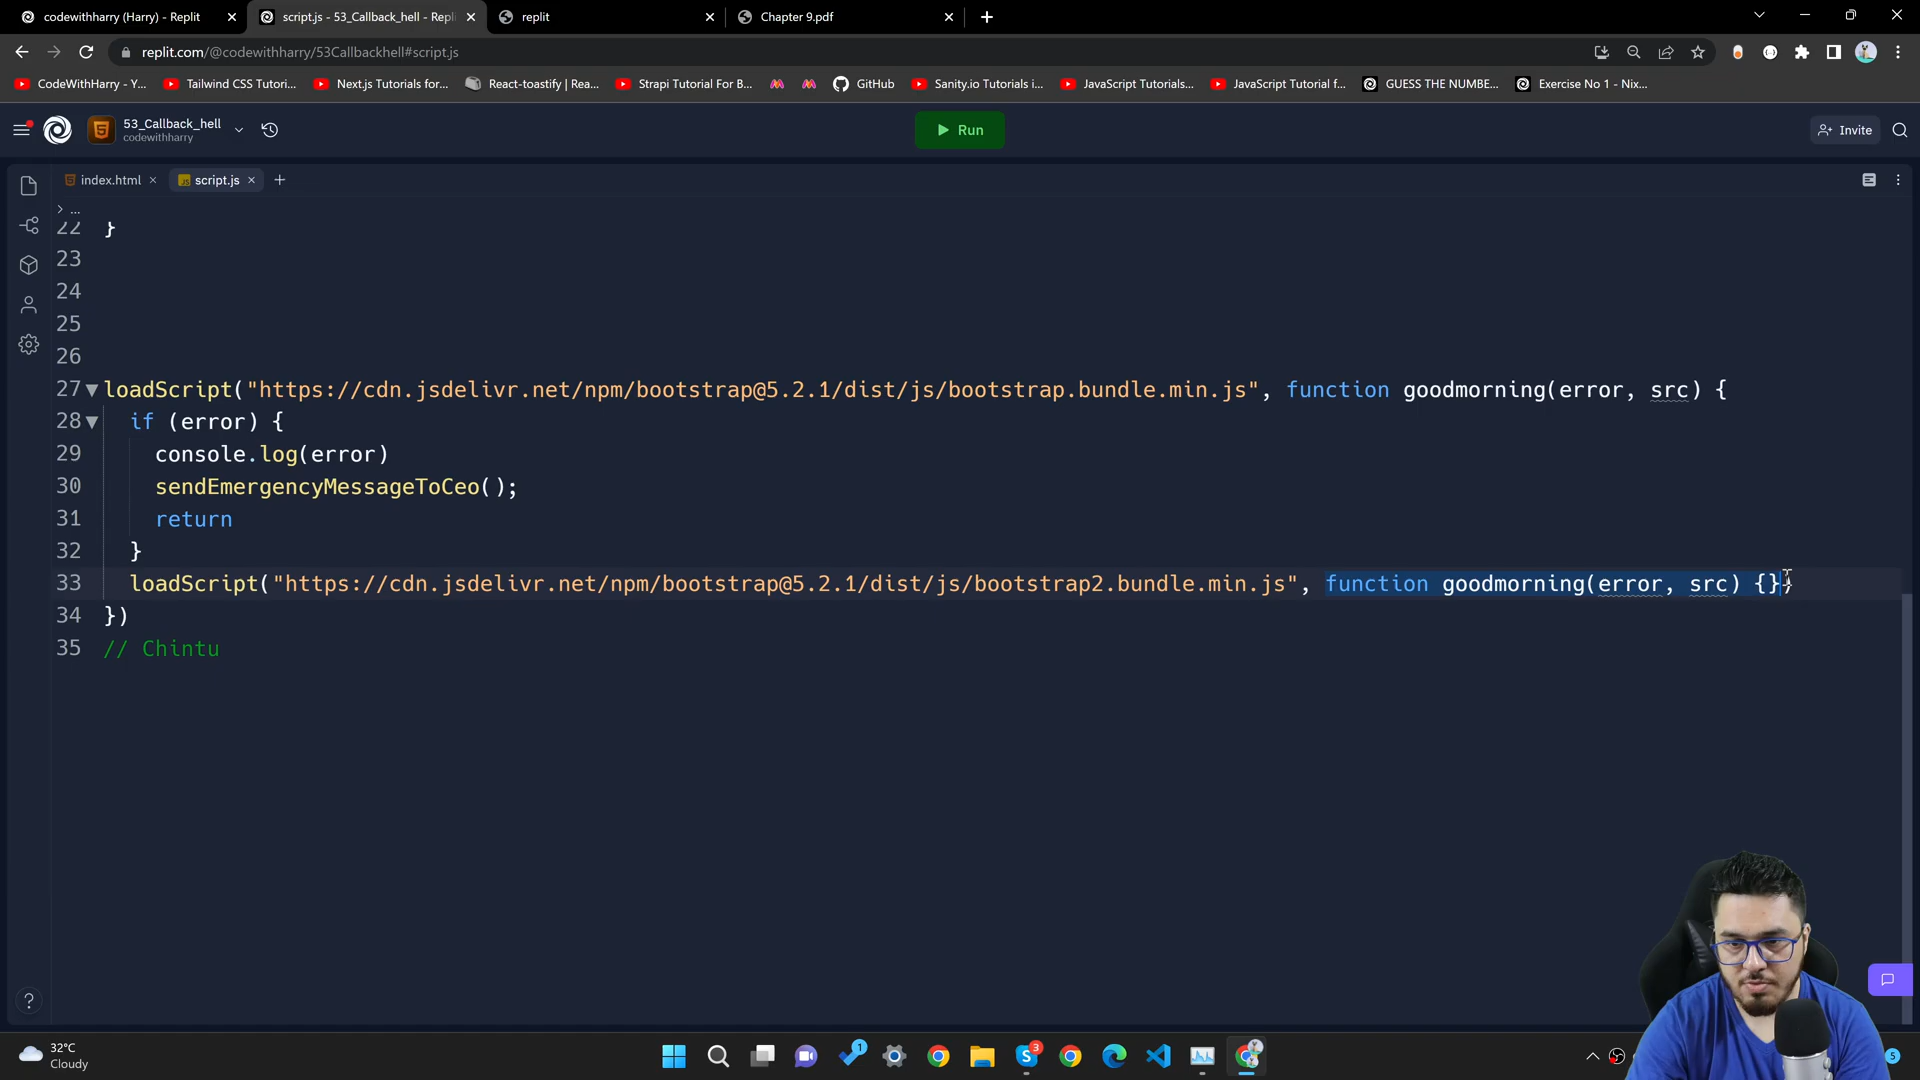 codewithharry (Harry) - Replit
script.js - 53_Callback_hell - Repli
replit
Chapter 9.pdf
replit.com/@codewithharry/53Callbackhell#script.js
CodeWithHarry - Y...
Tailwind CSS Tutori...
Next.js Tutorials for...
React-toastify | Rea...
Strapi Tutorial For B...
GitHub
Sanity.io Tutorials i...
JavaScript Tutorials...
JavaScript Tutorial f...
GUESS THE NUMBE...
Exercise No 1 - Nix...
53_Callback_hell
codewithharry
Run
Invite
index.html
script.js
...
22 }
23
24
25
26
27 loadScript("https://cdn.jsdelivr.net/npm/bootstrap@5.2.1/dist/js/bootstrap.bundle.min.js", function goodmorning(error, src) {
28 if (error) {
29 console.log(error)
30 sendEmergencyMessageToCeo();
31 return
32 }
33 loadScript("https://cdn.jsdelivr.net/npm/bootstrap@5.2.1/dist/js/bootstrap2.bundle.min.js", function goodmorning(error, src) {})
34 })
35 // Chintu
32°C
Cloudy
1
3
5